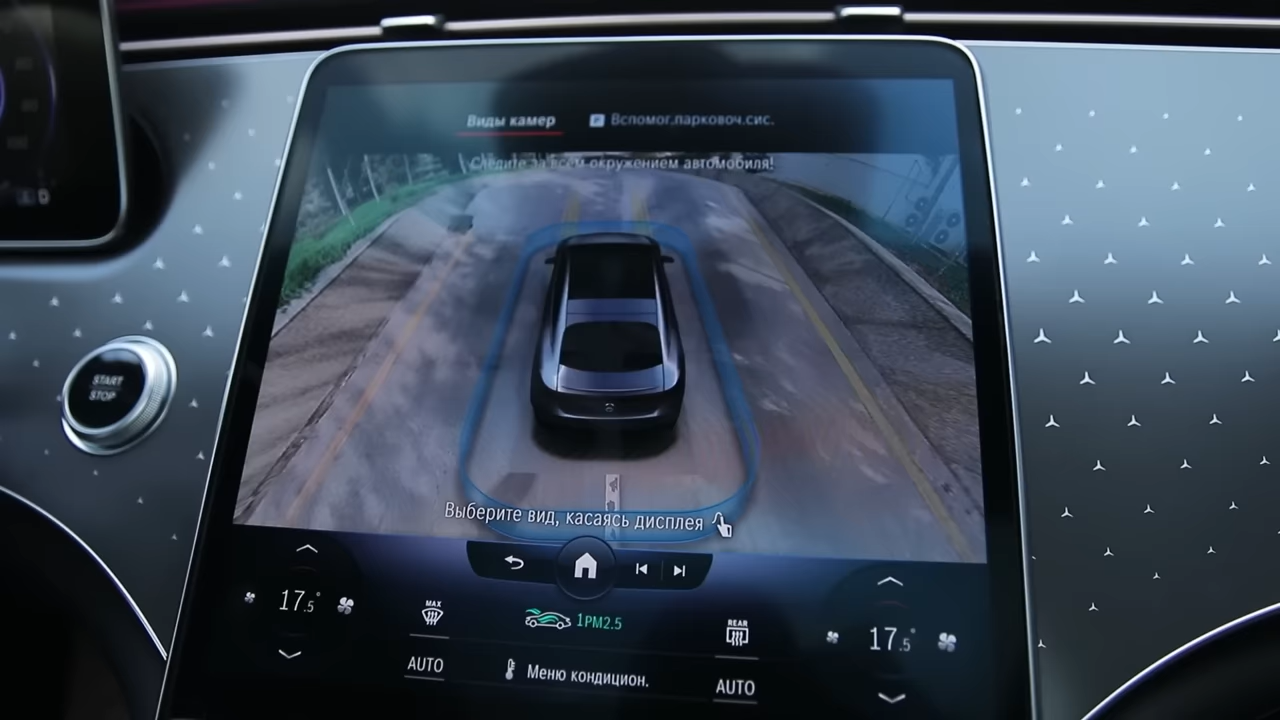 Виды камер
P Вспомог.парковоч.сис.
Следите за всем окружением автомобиля!
START
STOP
D
Выберите вид, касаясь дисплея
17.5°
MAX
1PM2.5
REAR
17.5°
AUTO
Меню кондицион.
AUTO